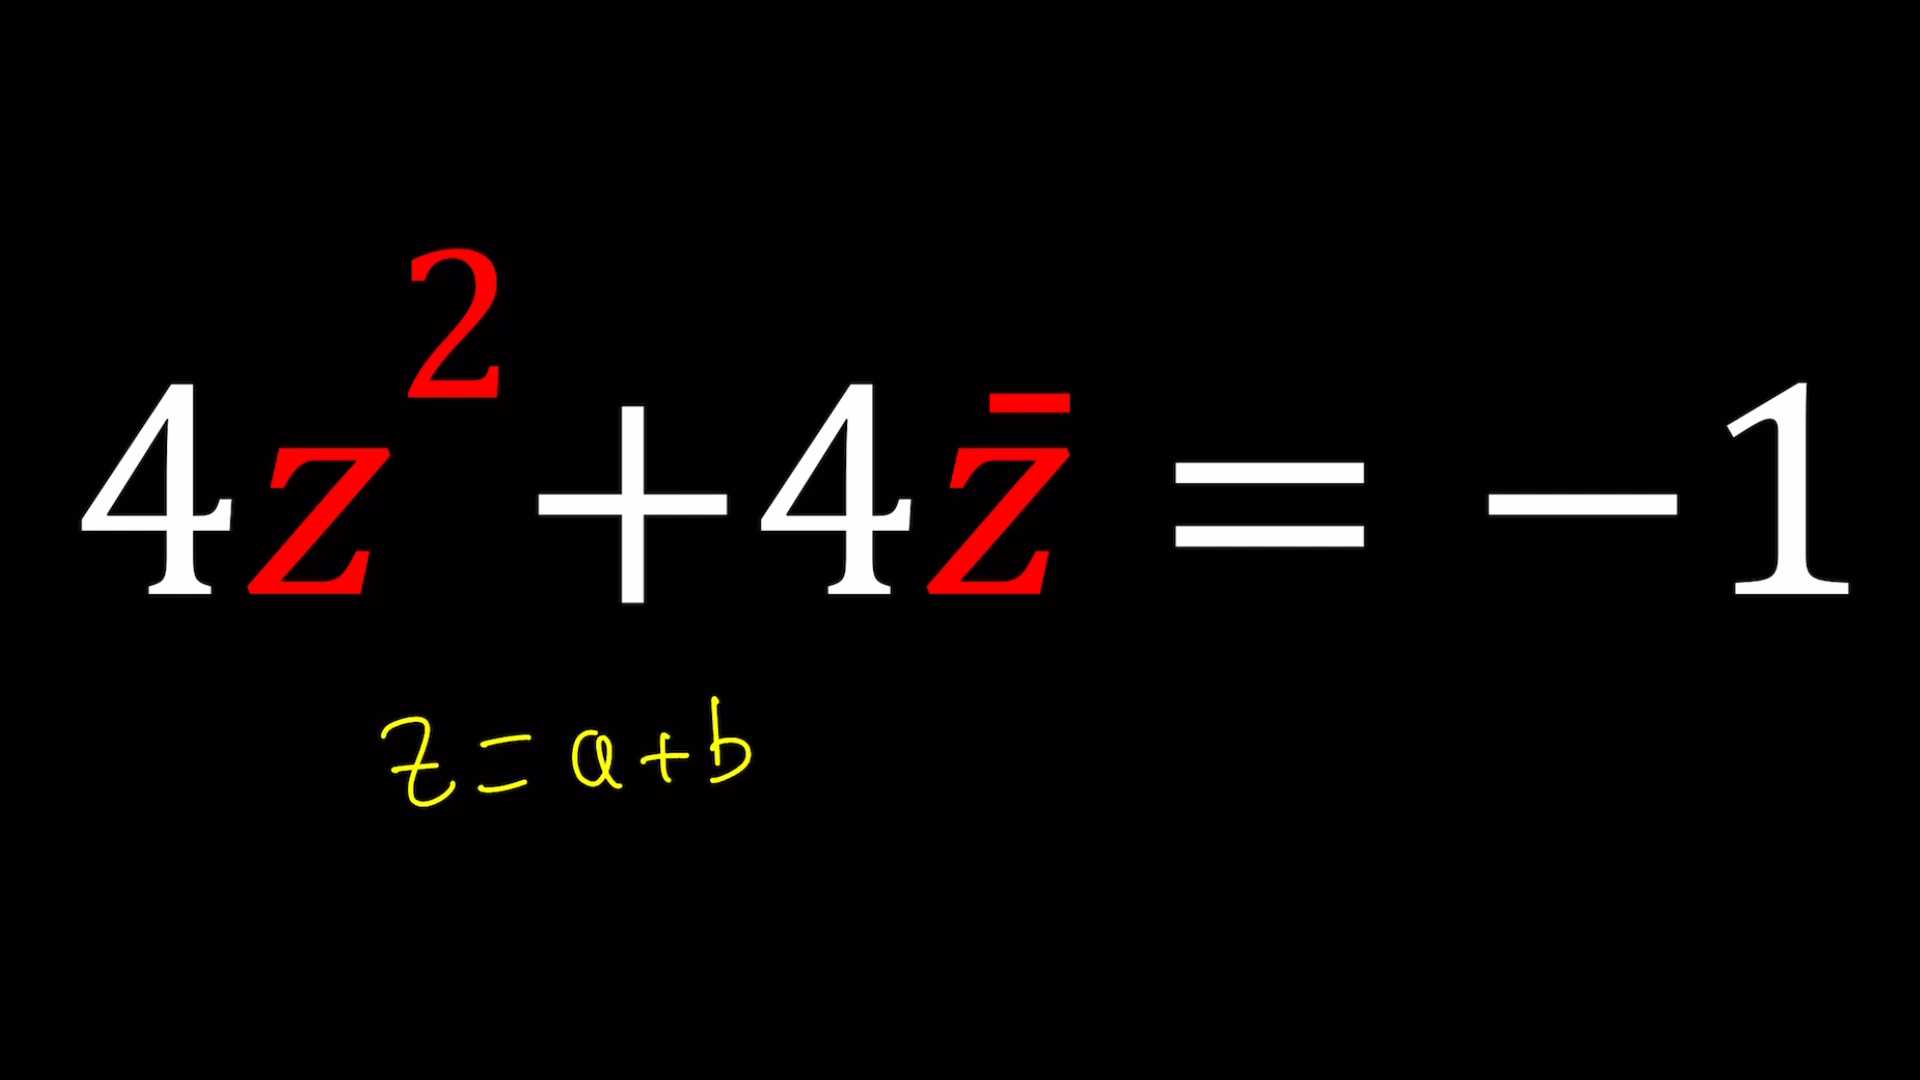 4z² + 4z̄ = −1
z = a + b